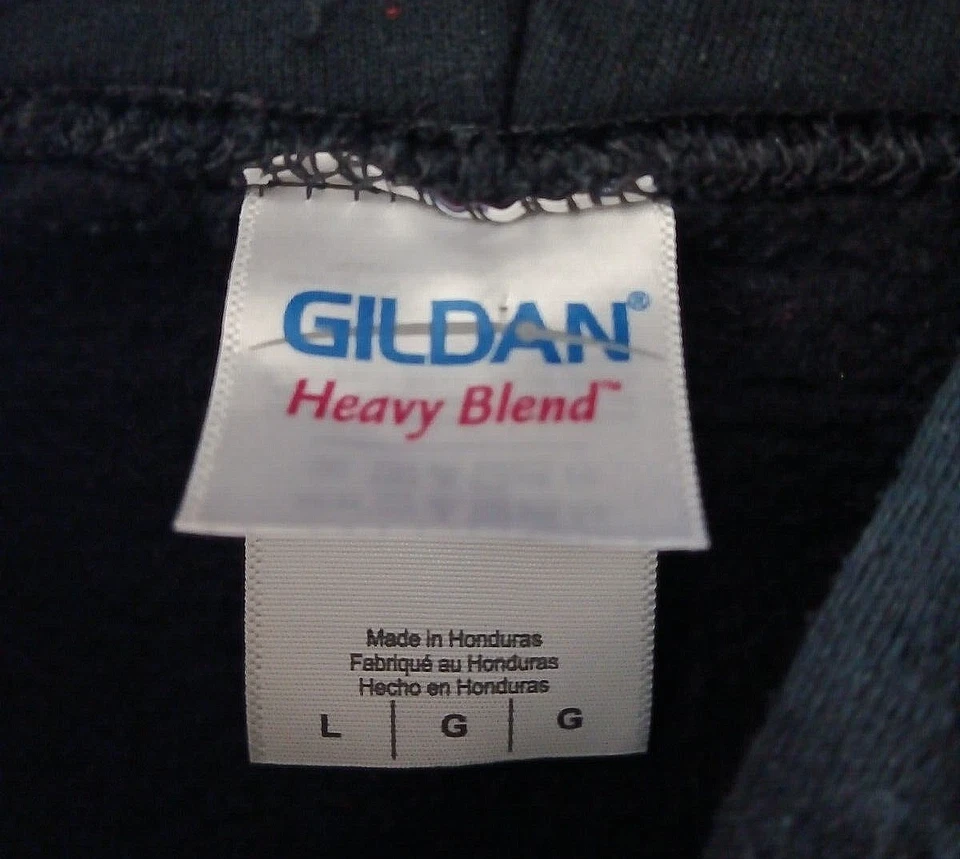 GILDAN®
Heavy Blend™
Made in Honduras
Fabriqué au Honduras
Hecho en Honduras
L | G | G